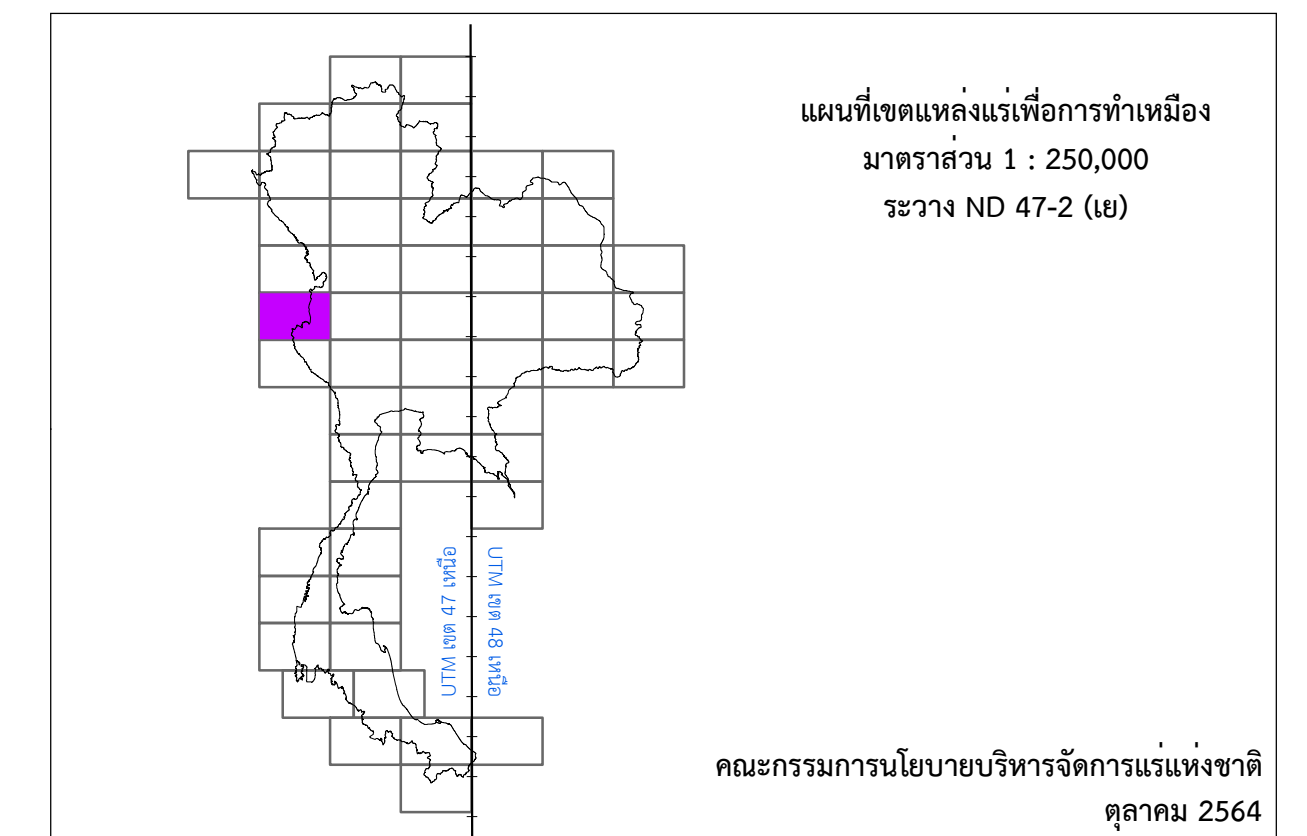 แผนที่เขตแหล่งแร่เพื่อการทำเหมือง
มาตราส่วน 1 : 250,000
ระวาง ND 47-2 (เย)
UTM เขต 47 เหนือ
UTM เขต 48 เหนือ
คณะกรรมการนโยบายบริหารจัดการแร่แห่งชาติ
ตุลาคม 2564